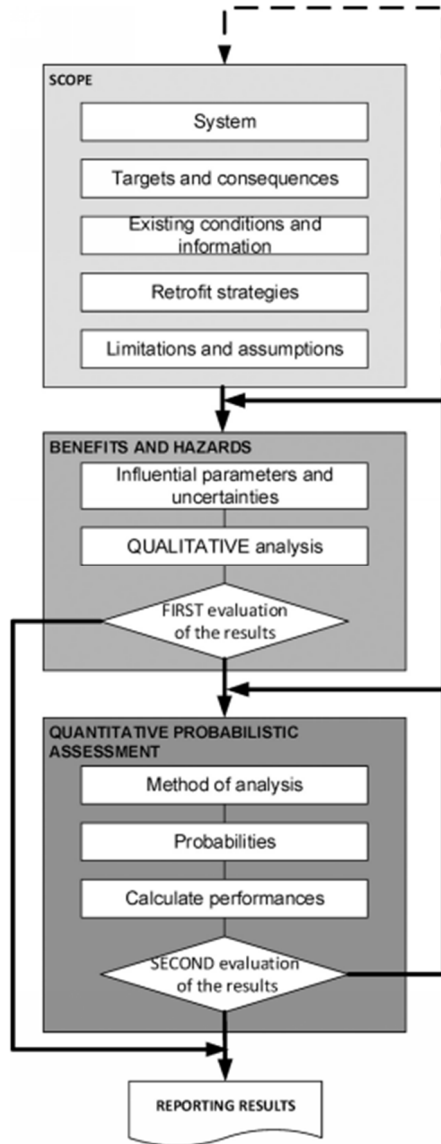 SCOPE
System
Targets and consequences
Existing conditions and
information
Retrofit strategies
Limitations and assumptions
BENEFITS AND HAZARDS
Influential parameters and
uncertainties
QUALITATIVE analysis
FIRST evaluation
of the results
QUANTITATIVE PROBABILISTIC
ASSESSMENT
Method of analysis
Probabilities
Calculate performances
SECOND evaluation
of the results
REPORTING RESULTS